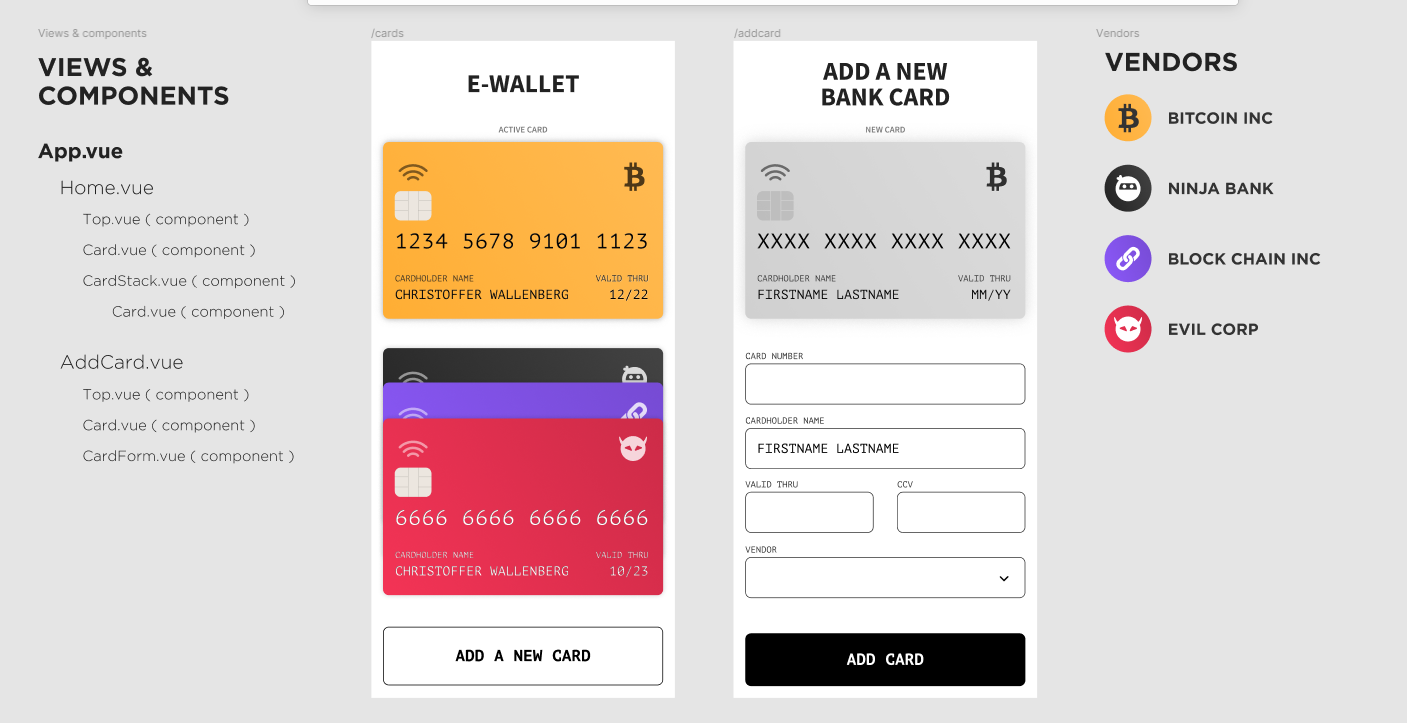 Views & components
VIEWS &
COMPONENTS
App.vue
Home.vue
Top.vue ( component )
Card.vue ( component )
CardStack.vue ( component )
Card.vue ( component )
AddCard.vue
Top.vue ( component )
Card.vue ( component )
CardForm.vue ( component )
/cards
E-WALLET
ACTIVE CARD
1234 5678 9101 1123
CARDHOLDER NAME VALID THRU
CHRISTOFFER WALLENBERG 12/22
6666 6666 6666 6666
CARDHOLDER NAME VALID THRU
CHRISTOFFER WALLENBERG 10/23
ADD A NEW CARD
/addcard
ADD A NEW
BANK CARD
NEW CARD
XXXX XXXX XXXX XXXX
CARDHOLDER NAME VALID THRU
FIRSTNAME LASTNAME MM/YY
CARD NUMBER
CARDHOLDER NAME
FIRSTNAME LASTNAME
VALID THRU CCV
VENDOR
ADD CARD
Vendors
VENDORS
BITCOIN INC
NINJA BANK
BLOCK CHAIN INC
EVIL CORP